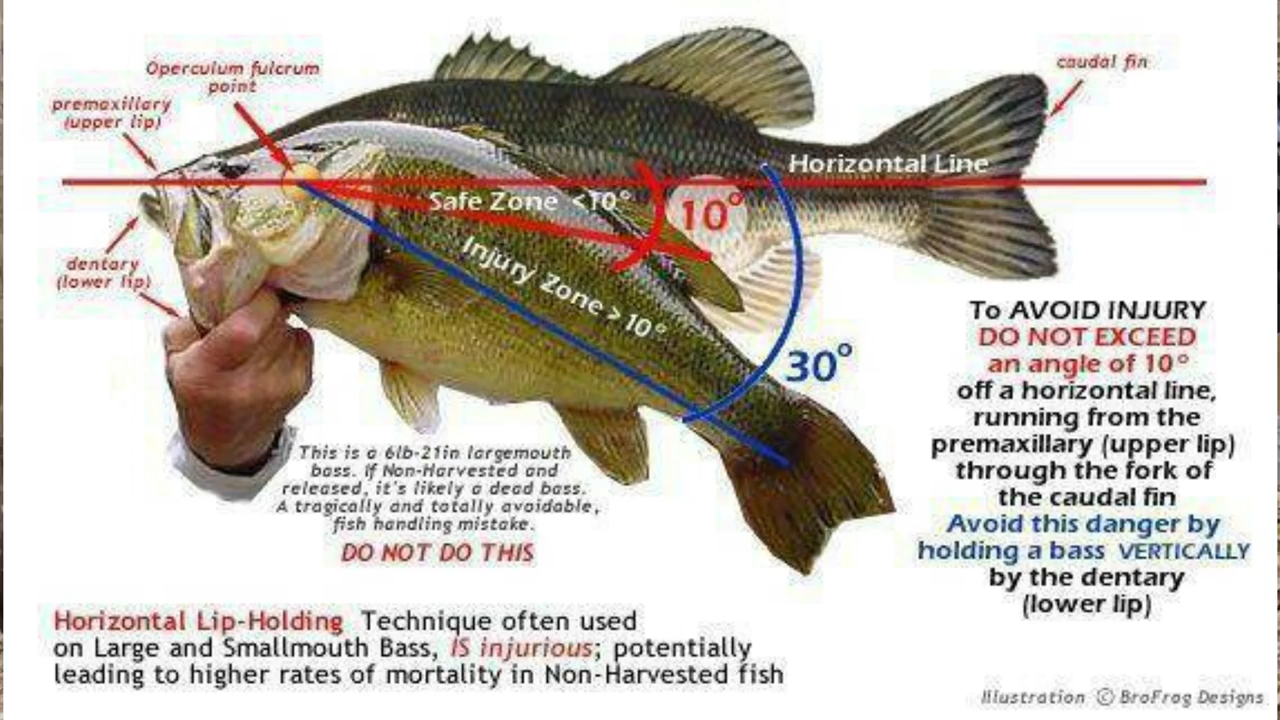 Operculum fulcrum
point
premaxillary
(upper lip)
caudal fin
Horizontal Line
Safe Zone <10°
10°
Injury Zone > 10°
dentary
(lower lip)
30°
To AVOID INJURY
DO NOT EXCEED
an angle of 10°
off a horizontal line,
running from the
premaxillary (upper lip)
through the fork of
the caudal fin
Avoid this danger by
holding a bass VERTICALLY
by the dentary
(lower lip)
This is a 6lb-21in largemouth
bass. If Non-Harvested and
released, it's likely a dead bass.
A tragically and totally avoidable,
fish handling mistake.
DO NOT DO THIS
Horizontal Lip-Holding Technique often used
on Large and Smallmouth Bass, IS injurious; potentially
leading to higher rates of mortality in Non-Harvested fish
Illustration © BroFrog Designs